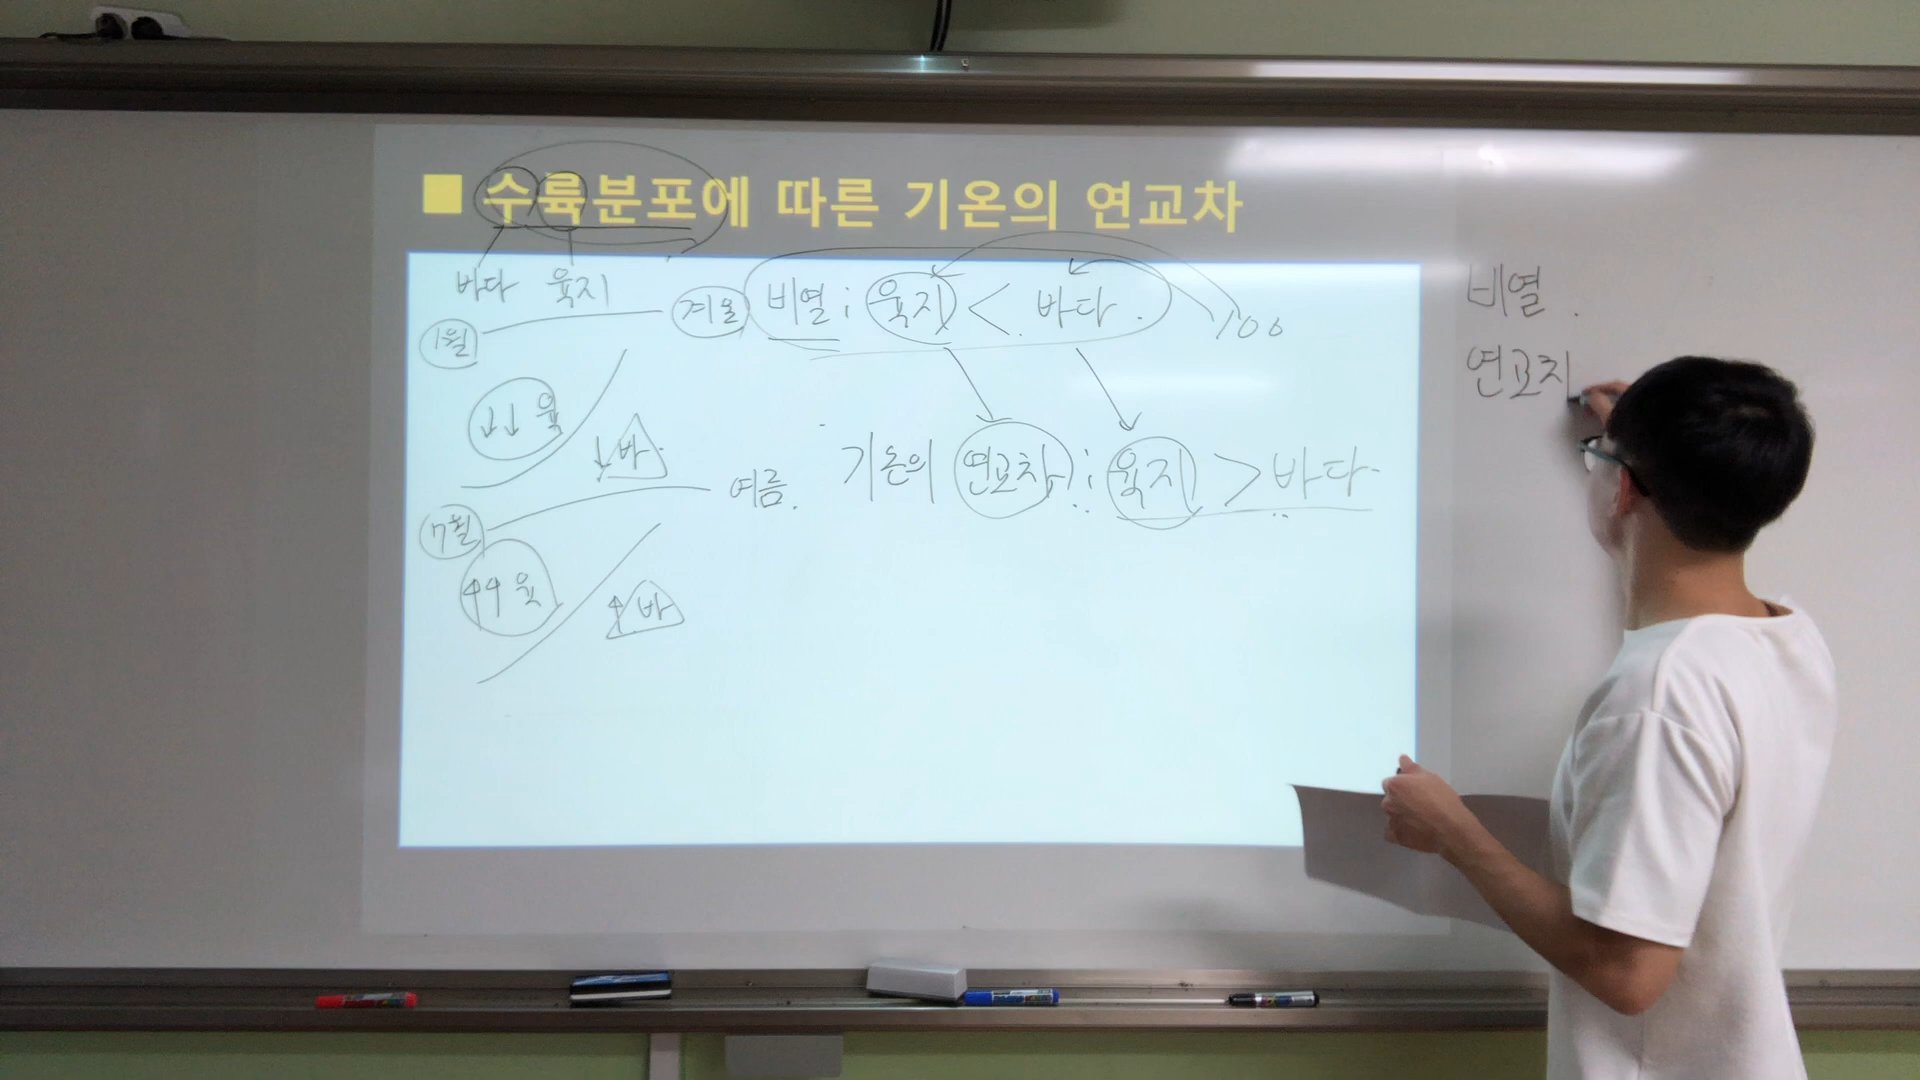 ■ 수륙분포에 따른 기온의 연교차
바다 육지
1월
겨울
비열 : 육지 < 바다.
100
↓↓ 육
↓ 바
7월
여름.
기온의 연교차 : 육지 > 바다
↑↑ 육
↑ 바
비열.
연교차